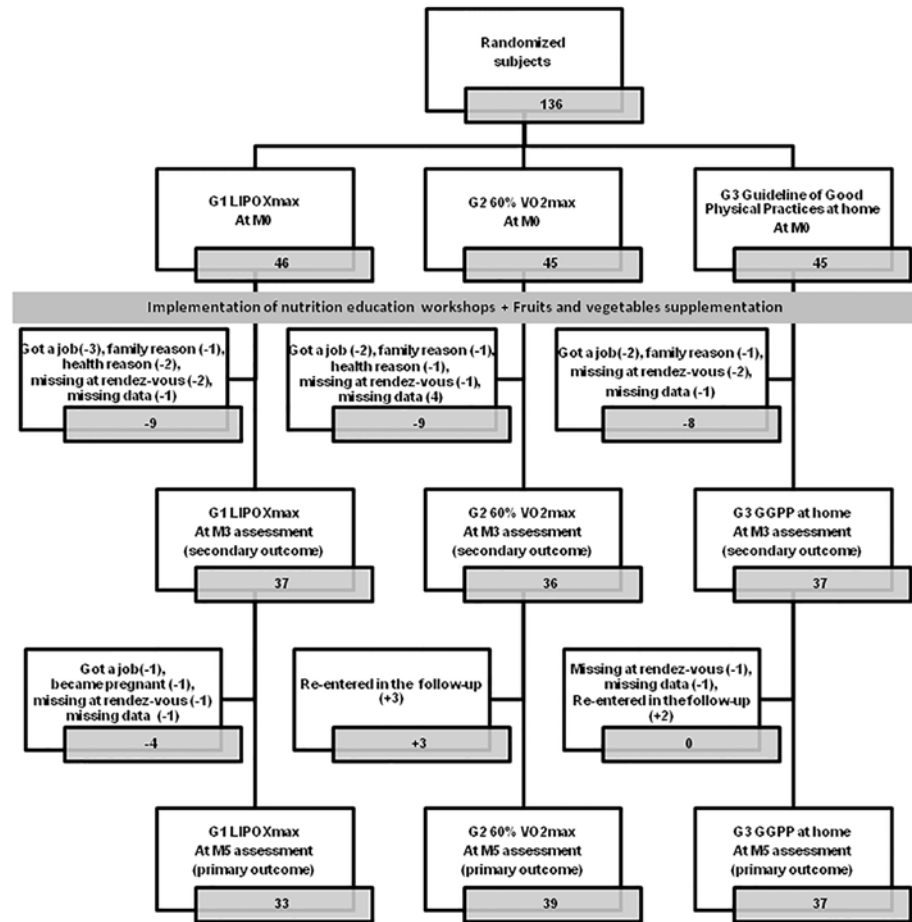 Randomized
subjects
136
G1 LIPOXmax
At M0
46
G2 60% VO2max
At M0
45
G3 Guideline of Good
Physical Practices at home
At M0
45
Implementation of nutrition education workshops + Fruits and vegetables supplementation
Got a job(-3), family reason (-1),
health reason (-2),
missing at rendez-vous (-2),
missing data (-1)
-9
Got a job (-2), family reason (-1),
health reason (-1),
missing at rendez-vous (-1),
missing data (4)
-9
Got a job(-2), family reason (-1),
missing at rendez-vous (-2),
missing data (-1)
-8
G1 LIPOXmax
At M3 assessment
(secondary outcome)
37
G2 60% VO2max
At M3 assessment
(secondary outcome)
36
G3 GGPP at home
At M3 assessment
(secondary outcome)
37
Got a job(-1),
became pregnant (-1),
missing at rendez-vous (-1)
missing data (-1)
-4
Re-entered in the follow-up
(+3)
+3
Missing at rendez-vous (-1),
missing data (-1),
Re-entered in the follow-up
(+2)
0
G1 LIPOXmax
At M5 assessment
(primary outcome)
33
G2 60% VO2max
At M5 assessment
(primary outcome)
39
G3 GGPP at home
At M5 assessment
(primary outcome)
37